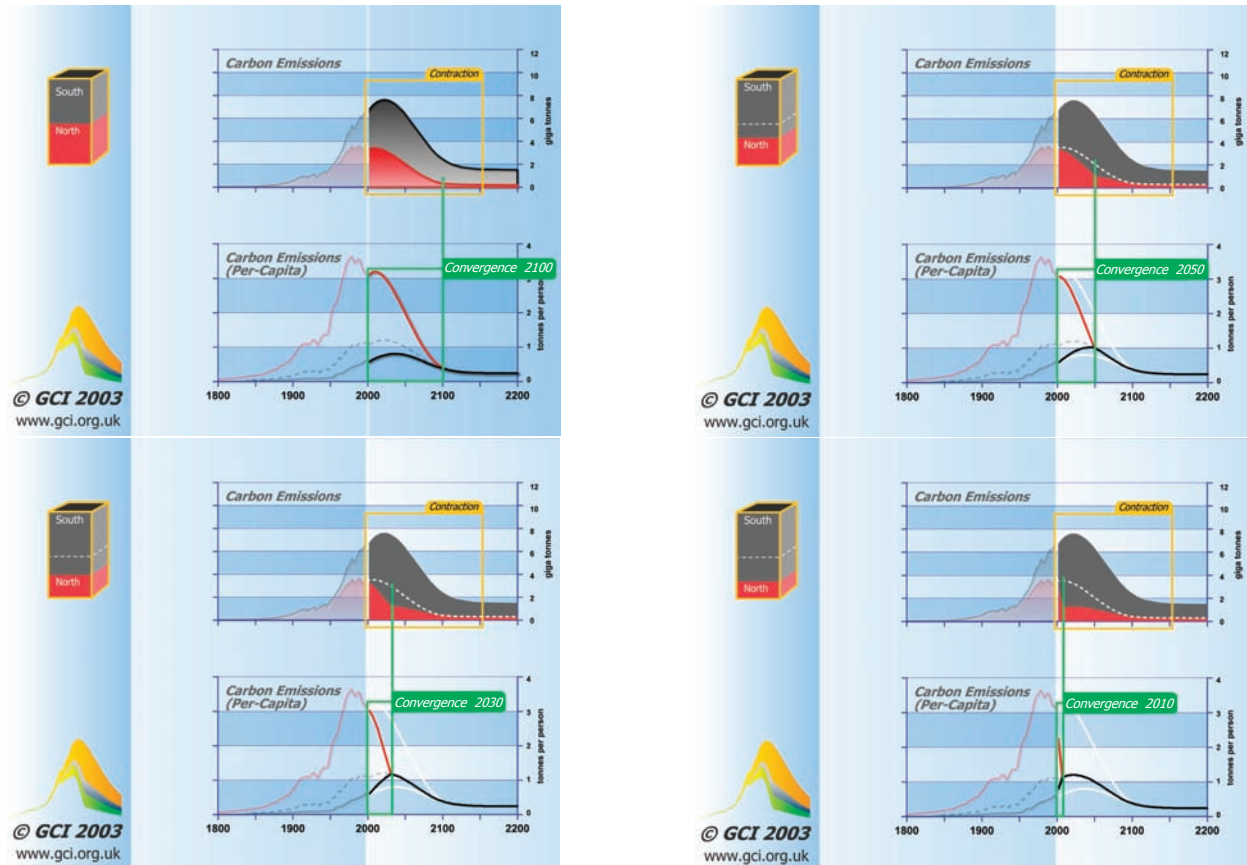 Carbon Emissions
Contraction
South
North
12
10
8
6
4
2
0
giga tonnes
Carbon Emissions
(Per-Capita)
Convergence 2100
4
2
1
0
tonnes per person
1800 1900 2000 2100 2200
© GCI 2003
www.gci.org.uk
Carbon Emissions
Contraction
South
North
12
10
8
6
4
2
0
giga tonnes
Carbon Emissions
(Per-Capita)
Convergence 2050
4
3
2
1
0
tonnes per person
1800 1900 2000 2100 2200
© GCI 2003
www.gci.org.uk
Carbon Emissions
Contraction
South
North
12
10
8
6
4
2
0
giga tonnes
Carbon Emissions
(Per-Capita)
Convergence 2030
4
3
2
1
0
tonnes per person
1800 1900 2000 2100 2200
© GCI 2003
www.gci.org.uk
Carbon Emissions
Contraction
South
North
12
10
8
6
4
2
0
giga tonnes
Carbon Emissions
(Per-Capita)
Convergence 2010
4
3
2
1
0
tonnes per person
1800 1900 2000 2100 2200
© GCI 2003
www.gci.org.uk